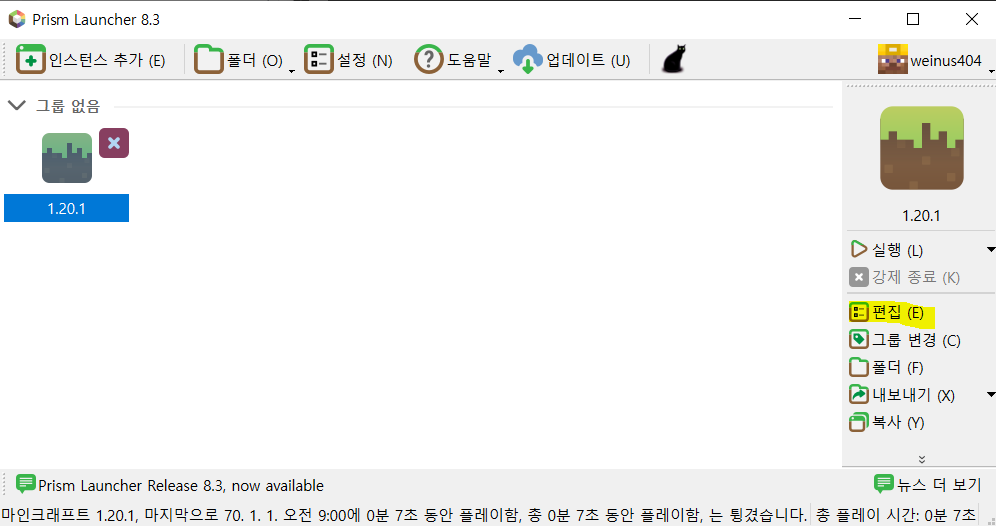 Prism Launcher 8.3
인스턴스 추가 (E) 폴더 (O) 설정 (N) 도움말 업데이트 (U) weinus404
그룹 없음
1.20.1
1.20.1
실행 (L)
강제 종료 (K)
편집 (E)
그룹 변경 (C)
폴더 (F)
내보내기 (X)
복사 (Y)
Prism Launcher Release 8.3, now available 뉴스 더 보기
마인크래프트 1.20.1, 마지막으로 70. 1. 1. 오전 9:00에 0분 7초 동안 플레이함, 총 0분 7초 동안 플레이함, 는 튕겼습니다. 총 플레이 시간: 0분 7초